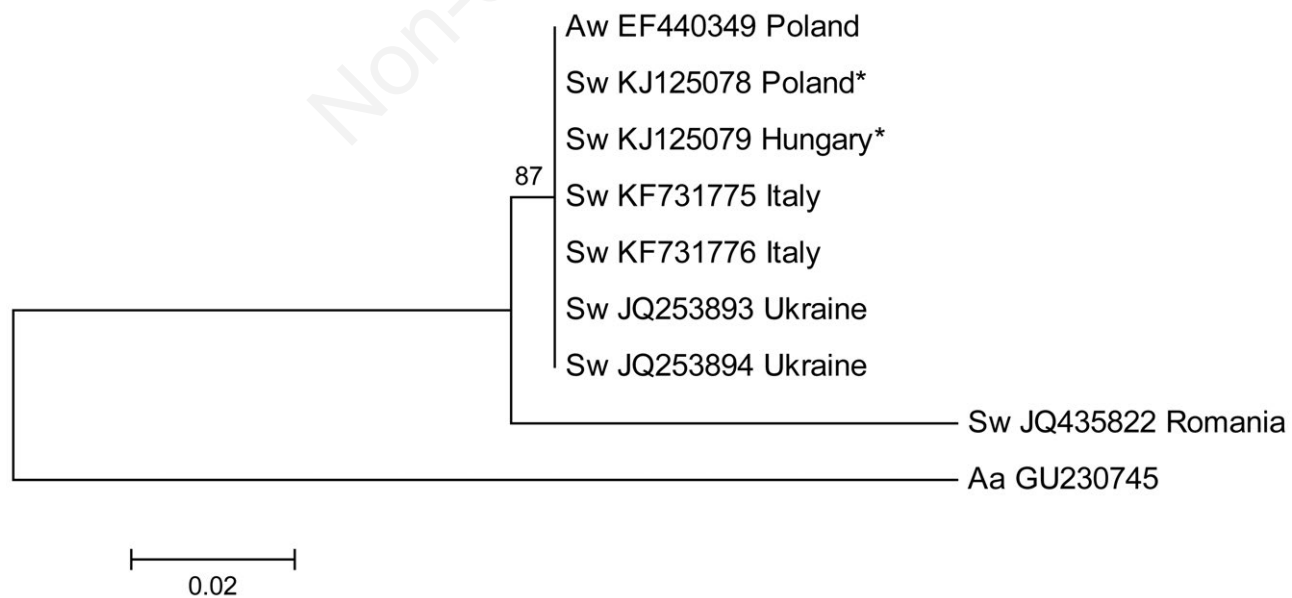 Non-
Aw EF440349 Poland
Sw KJ125078 Poland*
Sw KJ125079 Hungary*
87
Sw KF731775 Italy
Sw KF731776 Italy
Sw JQ253893 Ukraine
Sw JQ253894 Ukraine
Sw JQ435822 Romania
Aa GU230745
0.02